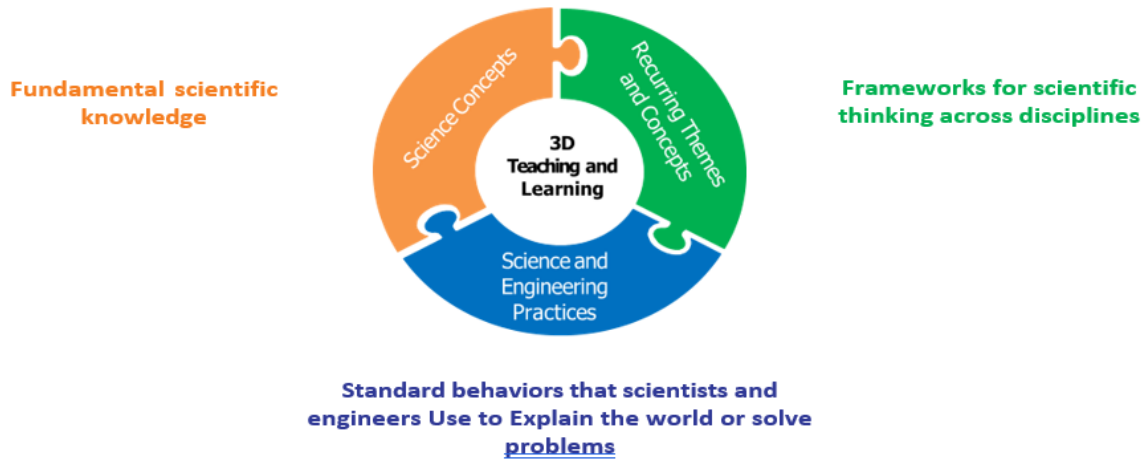 Fundamental scientific
knowledge
Science Concepts
Recurring Themes
and Concepts
Frameworks for scientific
thinking across disciplines
3D
Teaching and
Learning
Science and
Engineering
Practices
Standard behaviors that scientists and
engineers Use to Explain the world or solve
problems